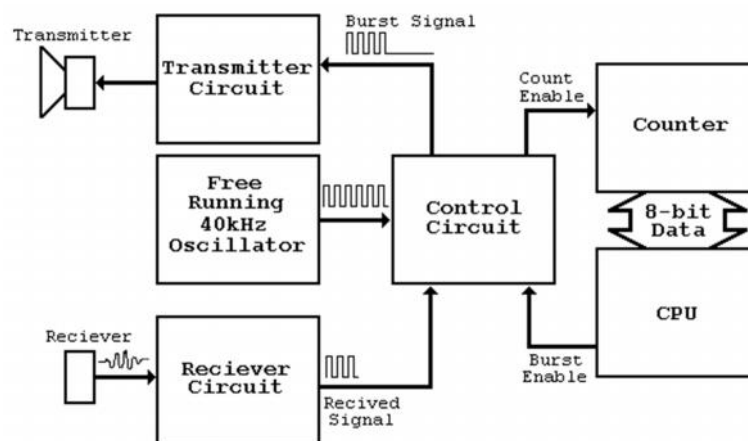 Burst Signal
Transmitter
Transmitter
Circuit
Count
Enable
Counter
Free
Running
40kHz
Oscillator
Control
Circuit
8-bit
Data
CPU
Reciever
Reciever
Circuit
Recived
Signal
Burst
Enable